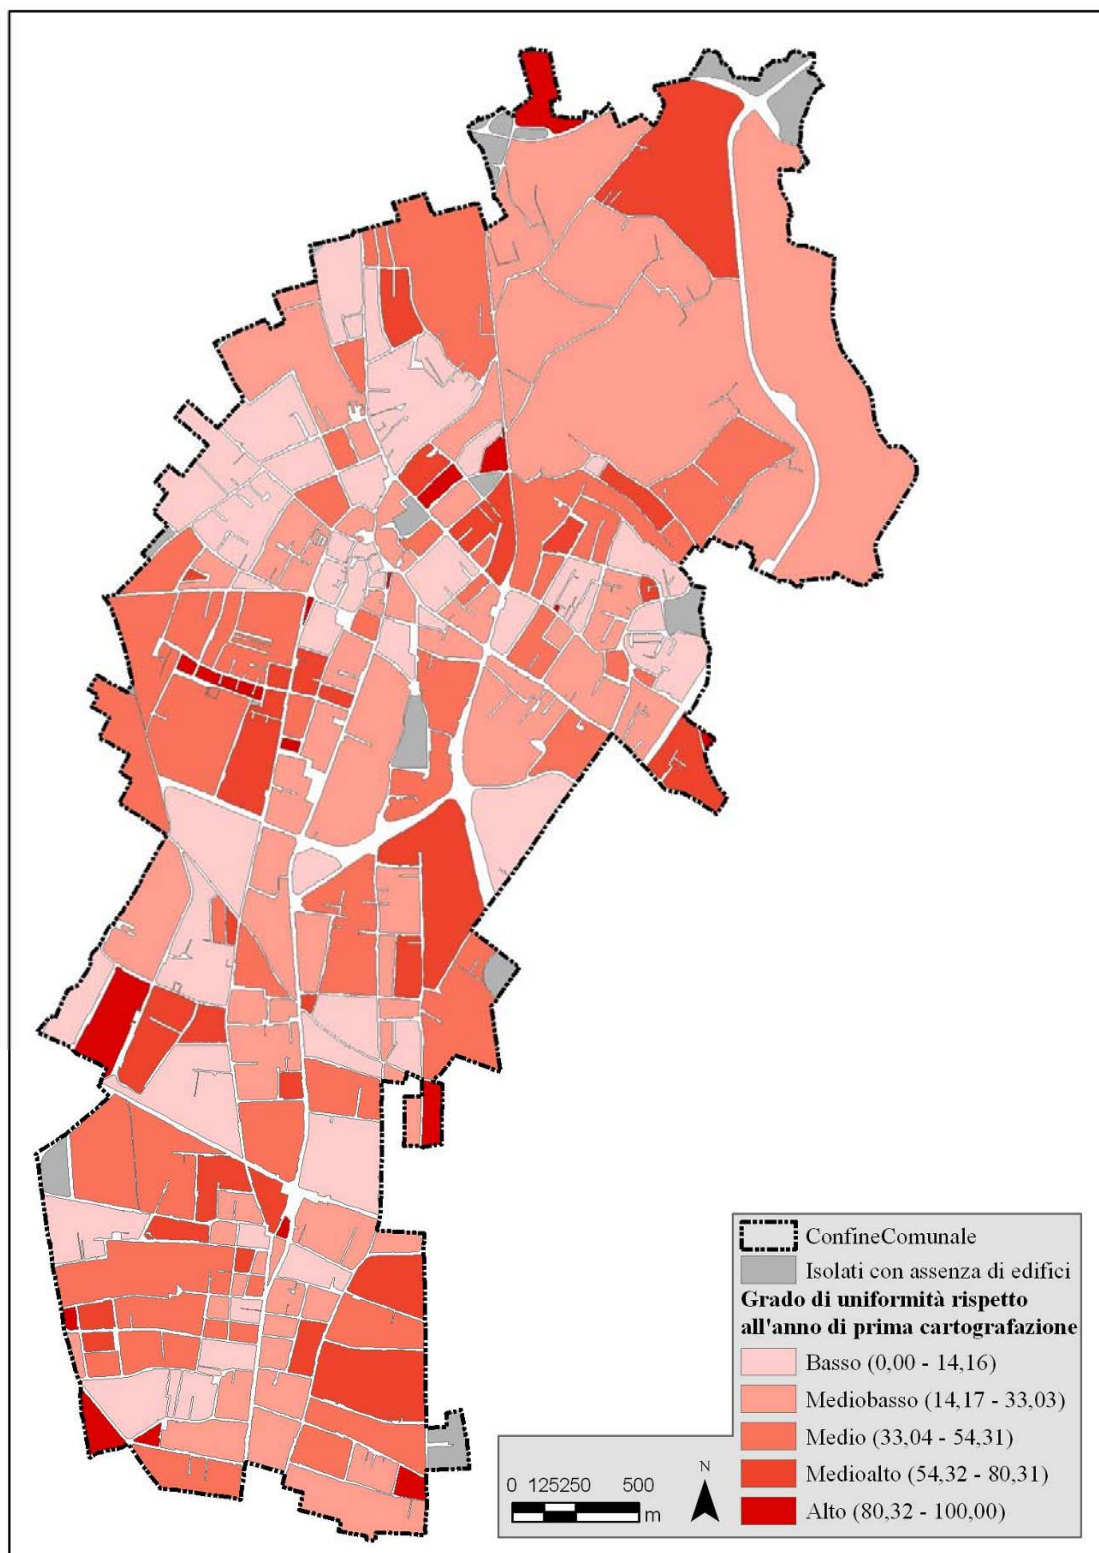 ConfineComunale
Isolati con assenza di edifici
Grado di uniformità rispetto
all'anno di prima cartografazione
Basso (0,00 - 14,16)
Mediobasso (14,17 - 33,03)
Medio (33,04 - 54,31)
Medioalto (54,32 - 80,31)
Alto (80,32 - 100,00)
0 125250 500
m
N